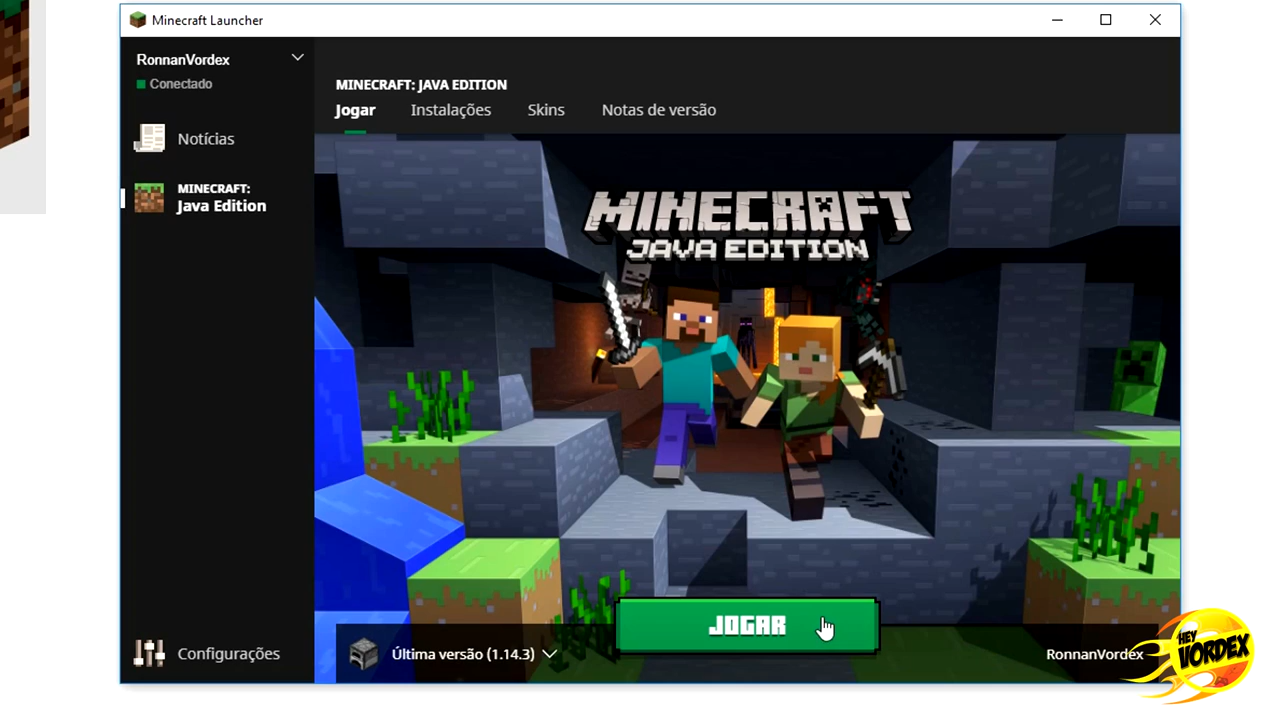 Minecraft Launcher
RonnanVordex
Conectado
Notícias
MINECRAFT:
Java Edition
Configurações
MINECRAFT: JAVA EDITION
Jogar Instalações Skins Notas de versão
MINECRAFT
JAVA EDITION
JOGAR
Última versão (1.14.3)
RonnanVordex
HEY
VORDEX